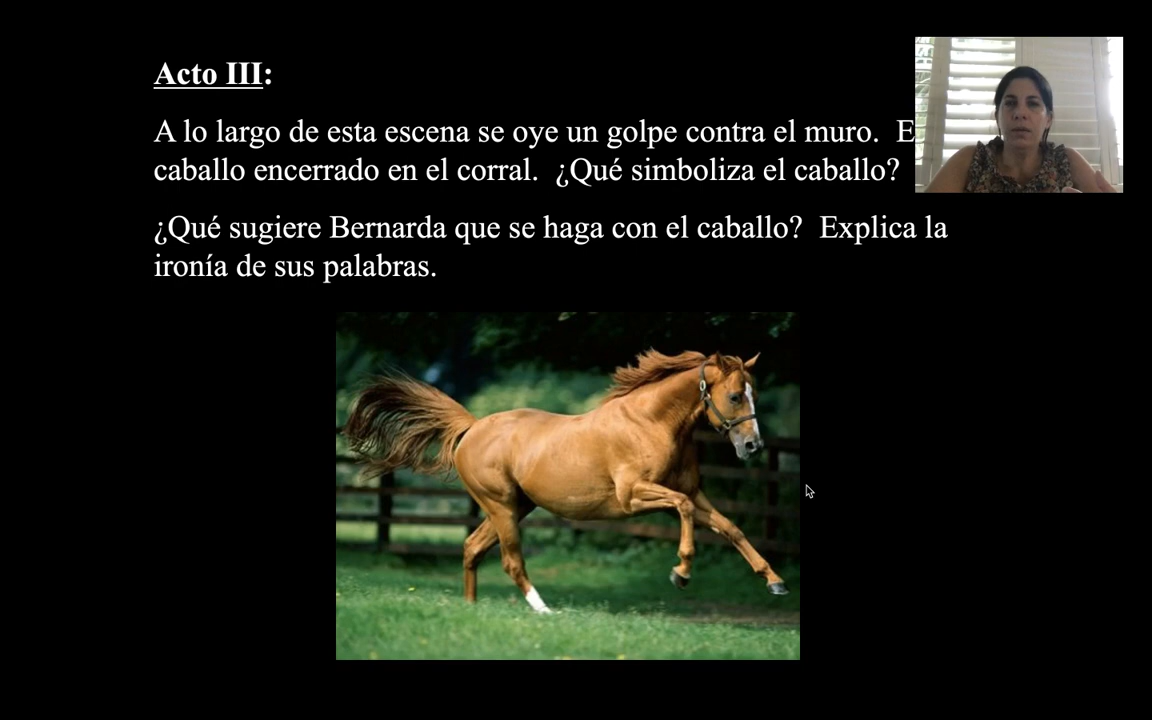 Acto III:
A lo largo de esta escena se oye un golpe contra el muro.
caballo encerrado en el corral.  ¿Qué simboliza el caballo?
¿Qué sugiere Bernarda que se haga con el caballo?  Explica la
ironía de sus palabras.